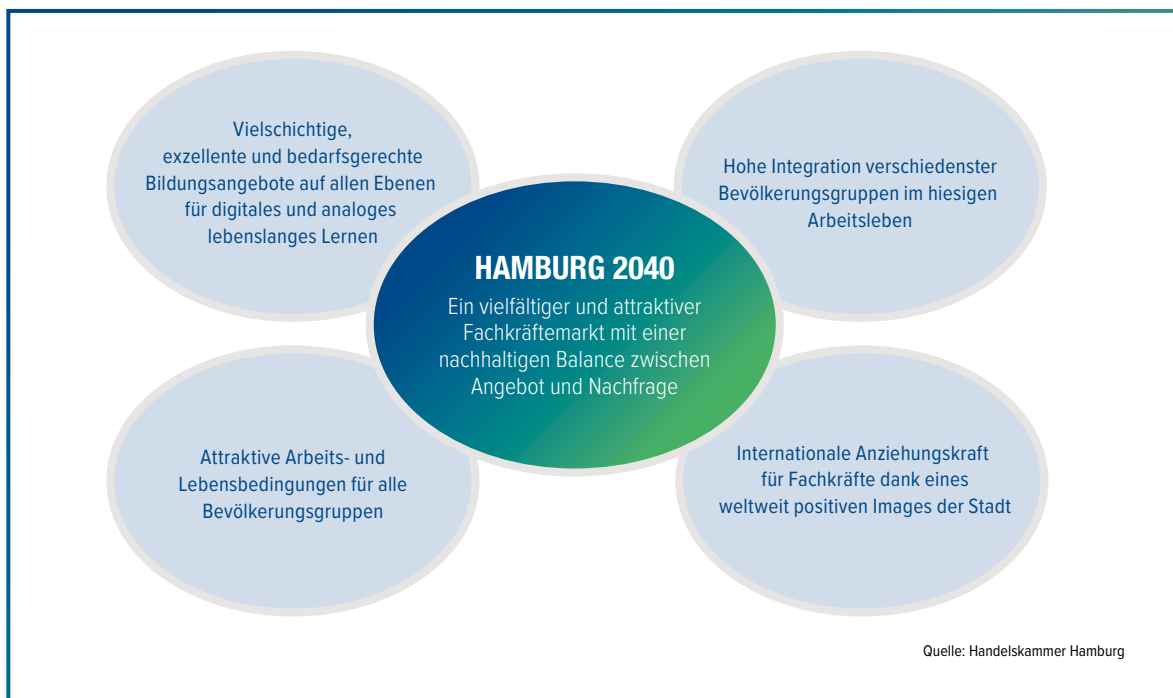 Vielschichtige,
exzellente und bedarfsgerechte
Bildungsangebote auf allen Ebenen
für digitales und analoges
lebenslanges Lernen
Hohe Integration verschiedenster
Bevölkerungsgruppen im hiesigen
Arbeitsleben
HAMBURG 2040
Ein vielfältiger und attraktiver
Fachkräftemarkt mit einer
nachhaltigen Balance zwischen
Angebot und Nachfrage
Attraktive Arbeits- und
Lebensbedingungen für alle
Bevölkerungsgruppen
Internationale Anziehungskraft
für Fachkräfte dank eines
weltweit positiven Images der Stadt
Quelle: Handelskammer Hamburg